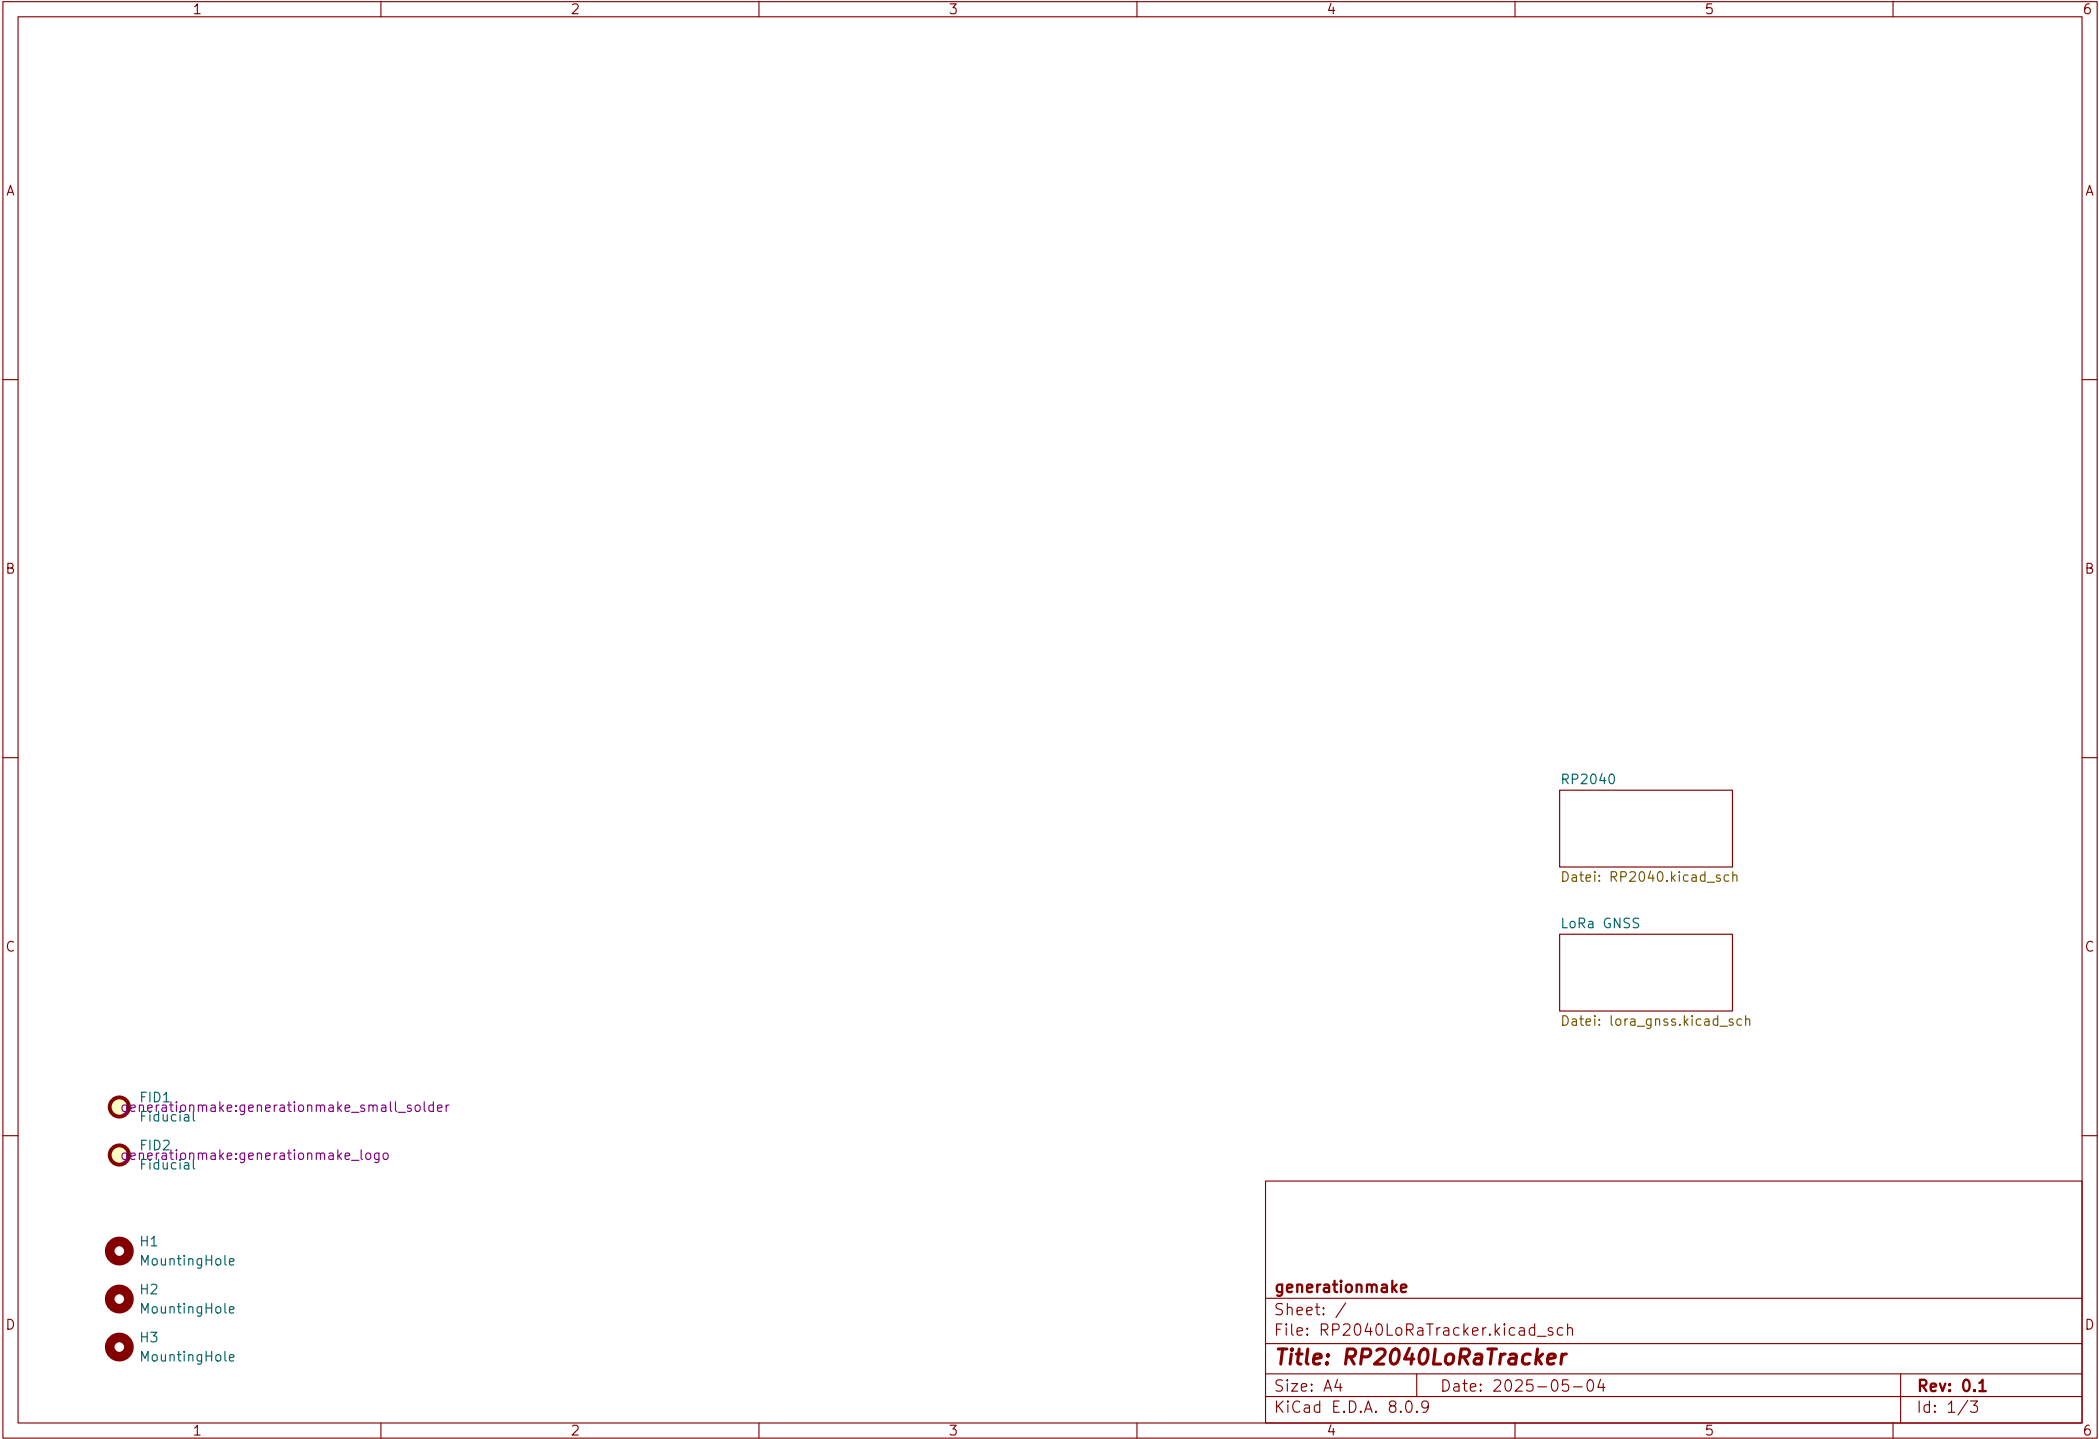 1 2 3 4 5 6
A A
B B
RP2040
Datei: RP2040.kicad_sch
LoRa GNSS
C C
Datei: lora_gnss.kicad_sch
FID1
generationmake:generationmake_small_solder
Fiducial
FID2
generationmake:generationmake_logo
Fiducial
H1
MountingHole
H2
MountingHole
H3
MountingHole
D D
generationmake
Sheet: /
File: RP2040LoRaTracker.kicad_sch
Title: RP2040LoRaTracker
Size: A4 Date: 2025-05-04 Rev: 0.1
KiCad E.D.A. 8.0.9 Id: 1/3
1 2 3 4 5 6